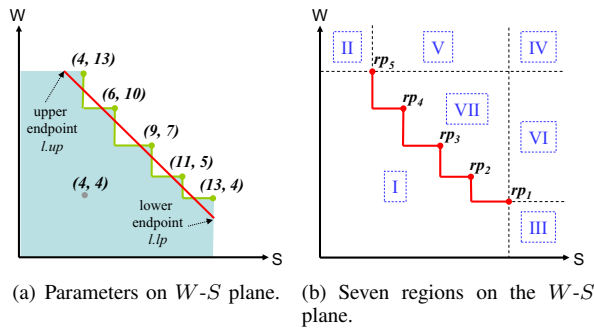 W
(4, 13)
(6, 10)
upper
endpoint
l.up
(9, 7)
(11, 5)
(4, 4)
(13, 4)
lower
endpoint
l.lp
S
(a) Parameters on W-S plane.
W
II
V
IV
rp5
rp4
VII
rp3
VI
I
rp2
rp1
III
S
(b) Seven regions on the W-S
plane.